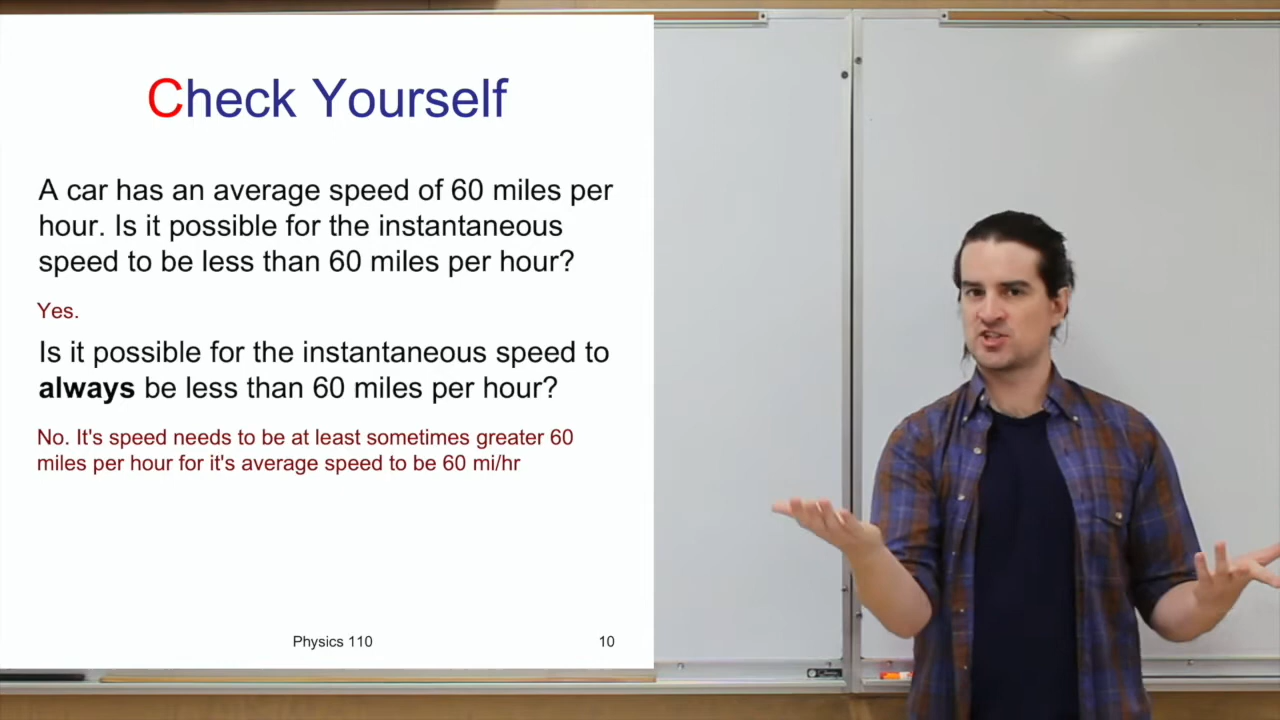 Check Yourself
A car has an average speed of 60 miles per
hour. Is it possible for the instantaneous
speed to be less than 60 miles per hour?
Yes.
Is it possible for the instantaneous speed to
always be less than 60 miles per hour?
No. It's speed needs to be at least sometimes greater 60
miles per hour for it's average speed to be 60 mi/hr
Physics 110 10